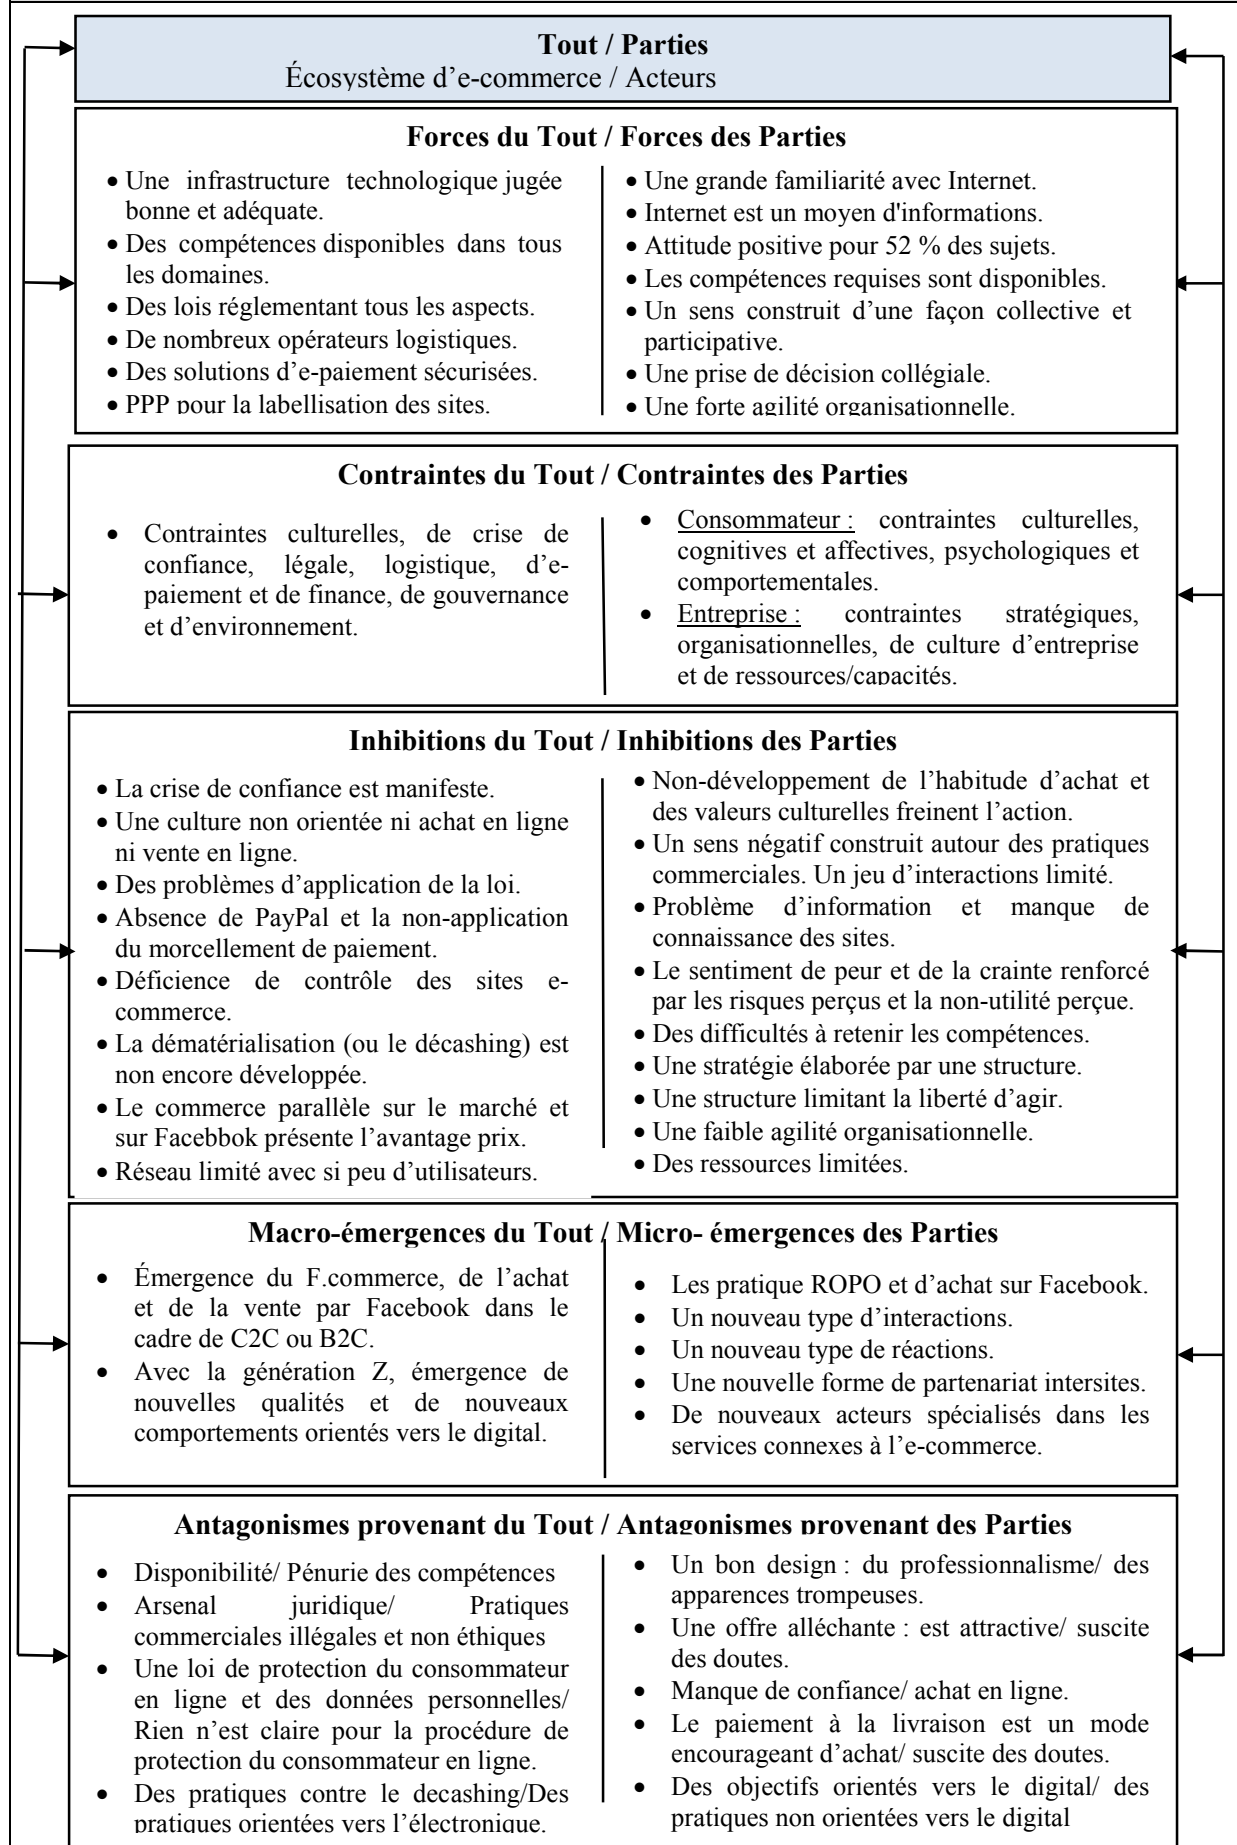 Tout / Parties
Écosystème d’e-commerce / Acteurs
Forces du Tout / Forces des Parties
• Une infrastructure technologique jugée
bonne et adéquate.
• Des compétences disponibles dans tous
les domaines.
• Des lois réglementant tous les aspects.
• De nombreux opérateurs logistiques.
• Des solutions d’e-paiement sécurisées.
• PPP pour la labellisation des sites.
• Une grande familiarité avec Internet.
• Internet est un moyen d'informations.
• Attitude positive pour 52 % des sujets.
• Les compétences requises sont disponibles.
• Un sens construit d’une façon collective et
participative.
• Une prise de décision collégiale.
• Une forte agilité organisationnelle.
Contraintes du Tout / Contraintes des Parties
• Contraintes culturelles, de crise de
confiance, légale, logistique, d’e-
paiement et de finance, de gouvernance
et d’environnement.
• Consommateur : contraintes culturelles,
cognitives et affectives, psychologiques et
comportementales.
• Entreprise : contraintes stratégiques,
organisationnelles, de culture d’entreprise
et de ressources/capacités.
Inhibitions du Tout / Inhibitions des Parties
• La crise de confiance est manifeste.
• Une culture non orientée ni achat en ligne
ni vente en ligne.
• Des problèmes d’application de la loi.
• Absence de PayPal et la non-application
du morcellement de paiement.
• Déficience de contrôle des sites e-
commerce.
• La dématérialisation (ou le décashing) est
non encore développée.
• Le commerce parallèle sur le marché et
sur Facebbok présente l’avantage prix.
• Réseau limité avec si peu d’utilisateurs.
• Non-développement de l’habitude d’achat et
des valeurs culturelles freinent l’action.
• Un sens négatif construit autour des pratiques
commerciales. Un jeu d’interactions limité.
• Problème d’information et manque de
connaissance des sites.
• Le sentiment de peur et de la crainte renforcé
par les risques perçus et la non-utilité perçue.
• Des difficultés à retenir les compétences.
• Une stratégie élaborée par une structure.
• Une structure limitant la liberté d’agir.
• Une faible agilité organisationnelle.
• Des ressources limitées.
Macro-émergences du Tout / Micro- émergences des Parties
• Émergence du F.commerce, de l’achat
et de la vente par Facebook dans le
cadre de C2C ou B2C.
• Avec la génération Z, émergence de
nouvelles qualités et de nouveaux
comportements orientés vers le digital.
• Les pratique ROPO et d’achat sur Facebook.
• Un nouveau type d’interactions.
• Un nouveau type de réactions.
• Une nouvelle forme de partenariat intersites.
• De nouveaux acteurs spécialisés dans les
services connexes à l’e-commerce.
Antagonismes provenant du Tout / Antagonismes provenant des Parties
• Disponibilité/ Pénurie des compétences
• Arsenal juridique/ Pratiques
commerciales illégales et non éthiques
• Une loi de protection du consommateur
en ligne et des données personnelles/
Rien n’est claire pour la procédure de
protection du consommateur en ligne.
• Des pratiques contre le decashing/Des
pratiques orientées vers l’électronique.
• Un bon design : du professionnalisme/ des
apparences trompeuses.
• Une offre alléchante : est attractive/ suscite
des doutes.
• Manque de confiance/ achat en ligne.
• Le paiement à la livraison est un mode
encourageant d’achat/ suscite des doutes.
• Des objectifs orientés vers le digital/ des
pratiques non orientées vers le digital